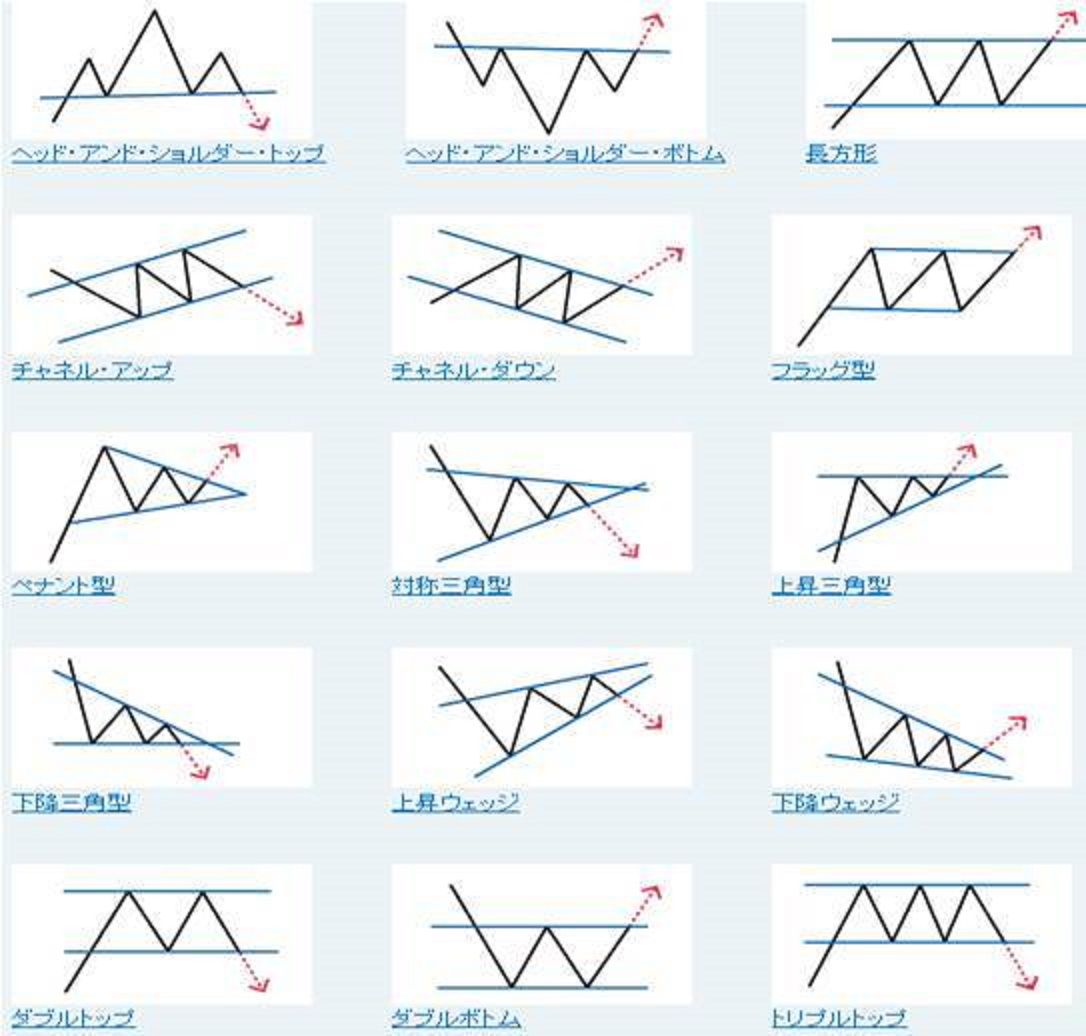 ヘッド・アンド・ショルダー・トップ
ヘッド・アンド・ショルダー・ボトム
長方形
チャネル・アップ
チャネル・ダウン
フラッグ型
ペナント型
対称三角型
上昇三角型
下降三角型
上昇ウェッジ
下降ウェッジ
ダブルトップ
ダブルボトム
トリプルトップ